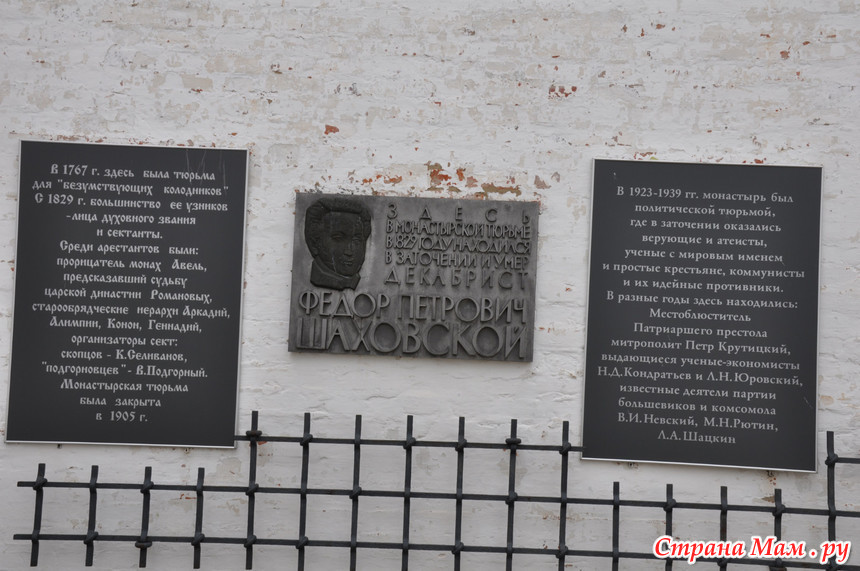 В 1767 г. здесь была тюрьма
для "безумствующих колодников"
С 1829 г. большинство ее узников
-лица духовного звания
и сектанты.
Среди арестантов были:
прорицатель монах Авель,
предсказавший судьбу
царской династии Романовых,
старообрядческие иерархи Аркадий,
Алимпий, Конон, Геннадий,
организаторы сект:
скопцов - К.Селиванов,
"подгорновцев" - В.Подгорный.
Монастырская тюрьма
была закрыта
в 1905 г.
ЗДЕСЬ
В МОНАСТЫРСКОЙ ТЮРЬМЕ
В 1829 ГОДУ НАХОДИЛСЯ
В ЗАТОЧЕНИИ И УМЕР
ДЕКАБРИСТ
ФЕДОР ПЕТРОВИЧ
ШАХОВСКОЙ
В 1923-1939 гг. монастырь был
политической тюрьмой,
где в заточении оказались
верующие и атеисты,
ученые с мировым именем
и простые крестьяне, коммунисты
и их идейные противники.
В разные годы здесь находились:
Местоблюститель
Патриаршего престола
митрополит Петр Крутицкий,
выдающиеся ученые-экономисты
Н.Д.Кондратьев и Л.Н.Юровский,
известные деятели партии
большевиков и комсомола
В.И.Невский, М.Н.Рютин,
Л.А.Шацкин
Страна Мам.ру